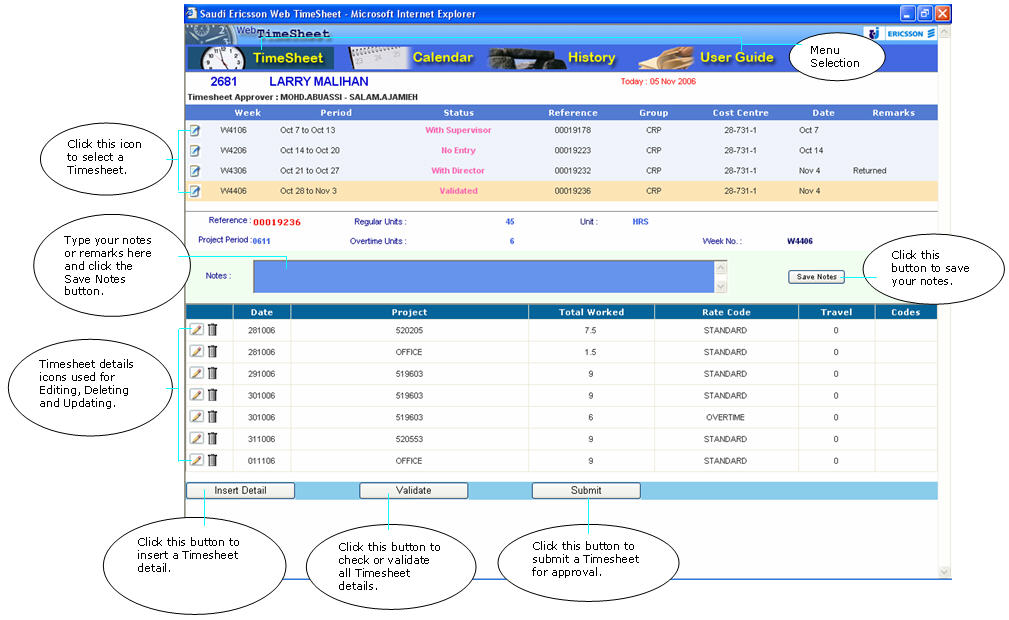 Saudi Ericsson Web TimeSheet - Microsoft Internet Explorer
Web TimeSheet
ERICSSON
TimeSheet Calendar History User Guide
Menu
Selection
2681 LARRY MALIHAN Today : 05 Nov 2006
Timesheet Approver : MOHD.ABUASSI - SALAM.AJAMIEH
Week Period Status Reference Group Cost Centre Date Remarks
W4106 Oct 7 to Oct 13 With Supervisor 00019178 CRP 28-731-1 Oct 7
W4206 Oct 14 to Oct 20 No Entry 00019223 CRP 28-731-1 Oct 14
W4306 Oct 21 to Oct 27 With Director 00019232 CRP 28-731-1 Nov 4 Returned
W4406 Oct 28 to Nov 3 Validated 00019236 CRP 28-731-1 Nov 4
Click this icon
to select a
Timesheet.
Reference : 00019236 Regular Units : 45 Unit : HRS
Project Period : 0611 Overtime Units : 6 Week No. : W4406
Notes : Save Notes
Type your notes
or remarks here
and click the
Save Notes
button.
Click this
button to save
your notes.
Date Project Total Worked Rate Code Travel Codes
281006 520205 7.5 STANDARD 0
281006 OFFICE 1.5 STANDARD 0
291006 519603 9 STANDARD 0
301006 519603 9 STANDARD 0
301006 519603 6 OVERTIME 0
311006 520553 9 STANDARD 0
011106 OFFICE 9 STANDARD 0
Timesheet details
icons used for
Editing, Deleting
and Updating.
Insert Detail Validate Submit
Click this button to
insert a Timesheet
detail.
Click this button to
check or validate
all Timesheet
details.
Click this button to
submit a Timesheet
for approval.